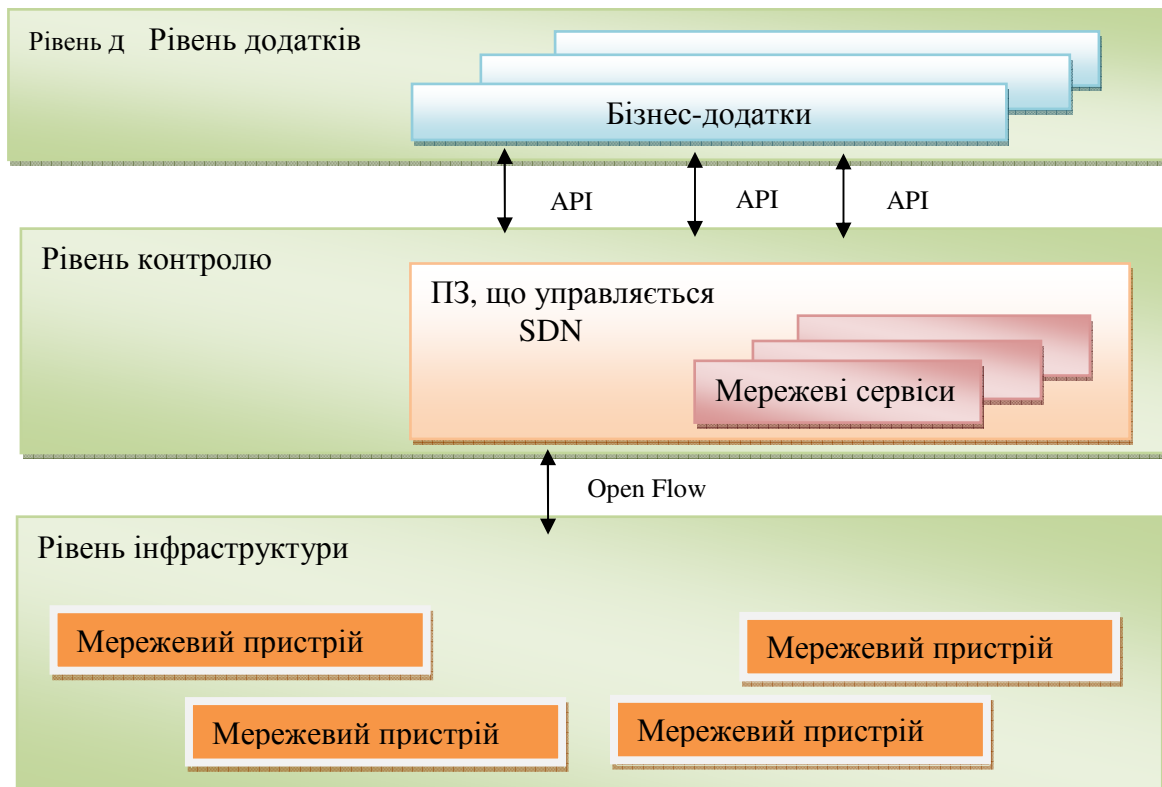 Рівень д Рівень додатків
Бізнес-додатки
API API API
Рівень контролю
ПЗ, що управляється
SDN
Мережеві сервіси
Open Flow
Рівень інфраструктури
Мережевий пристрій
Мережевий пристрій
Мережевий пристрій
Мережевий пристрій